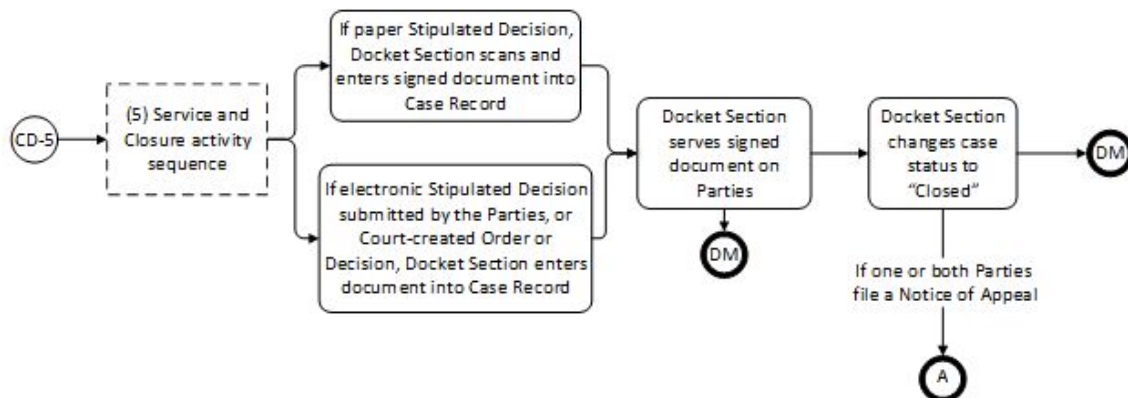 CD-5
(5) Service and
Closure activity
sequence
If paper Stipulated Decision,
Docket Section scans and
enters signed document into
Case Record
If electronic Stipulated Decision
submitted by the Parties, or
Court-created Order or
Decision, Docket Section enters
document into Case Record
Docket Section
serves signed
document on
Parties
DM
Docket Section
changes case
status to
“Closed”
DM
If one or both Parties
file a Notice of Appeal
A